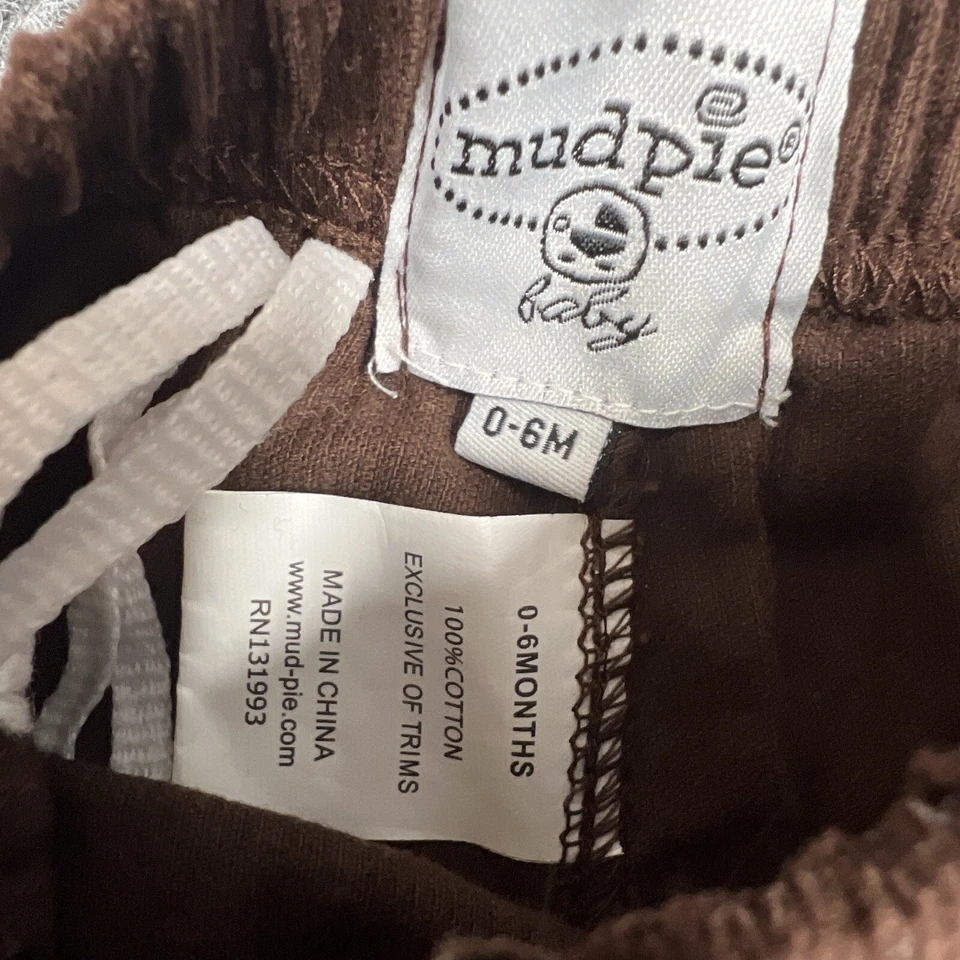 mudpie®
baby
0-6M
0-6MONTHS
100%COTTON
EXCLUSIVE OF TRIMS
MADE IN CHINA
www.mud-pie.com
RN131993